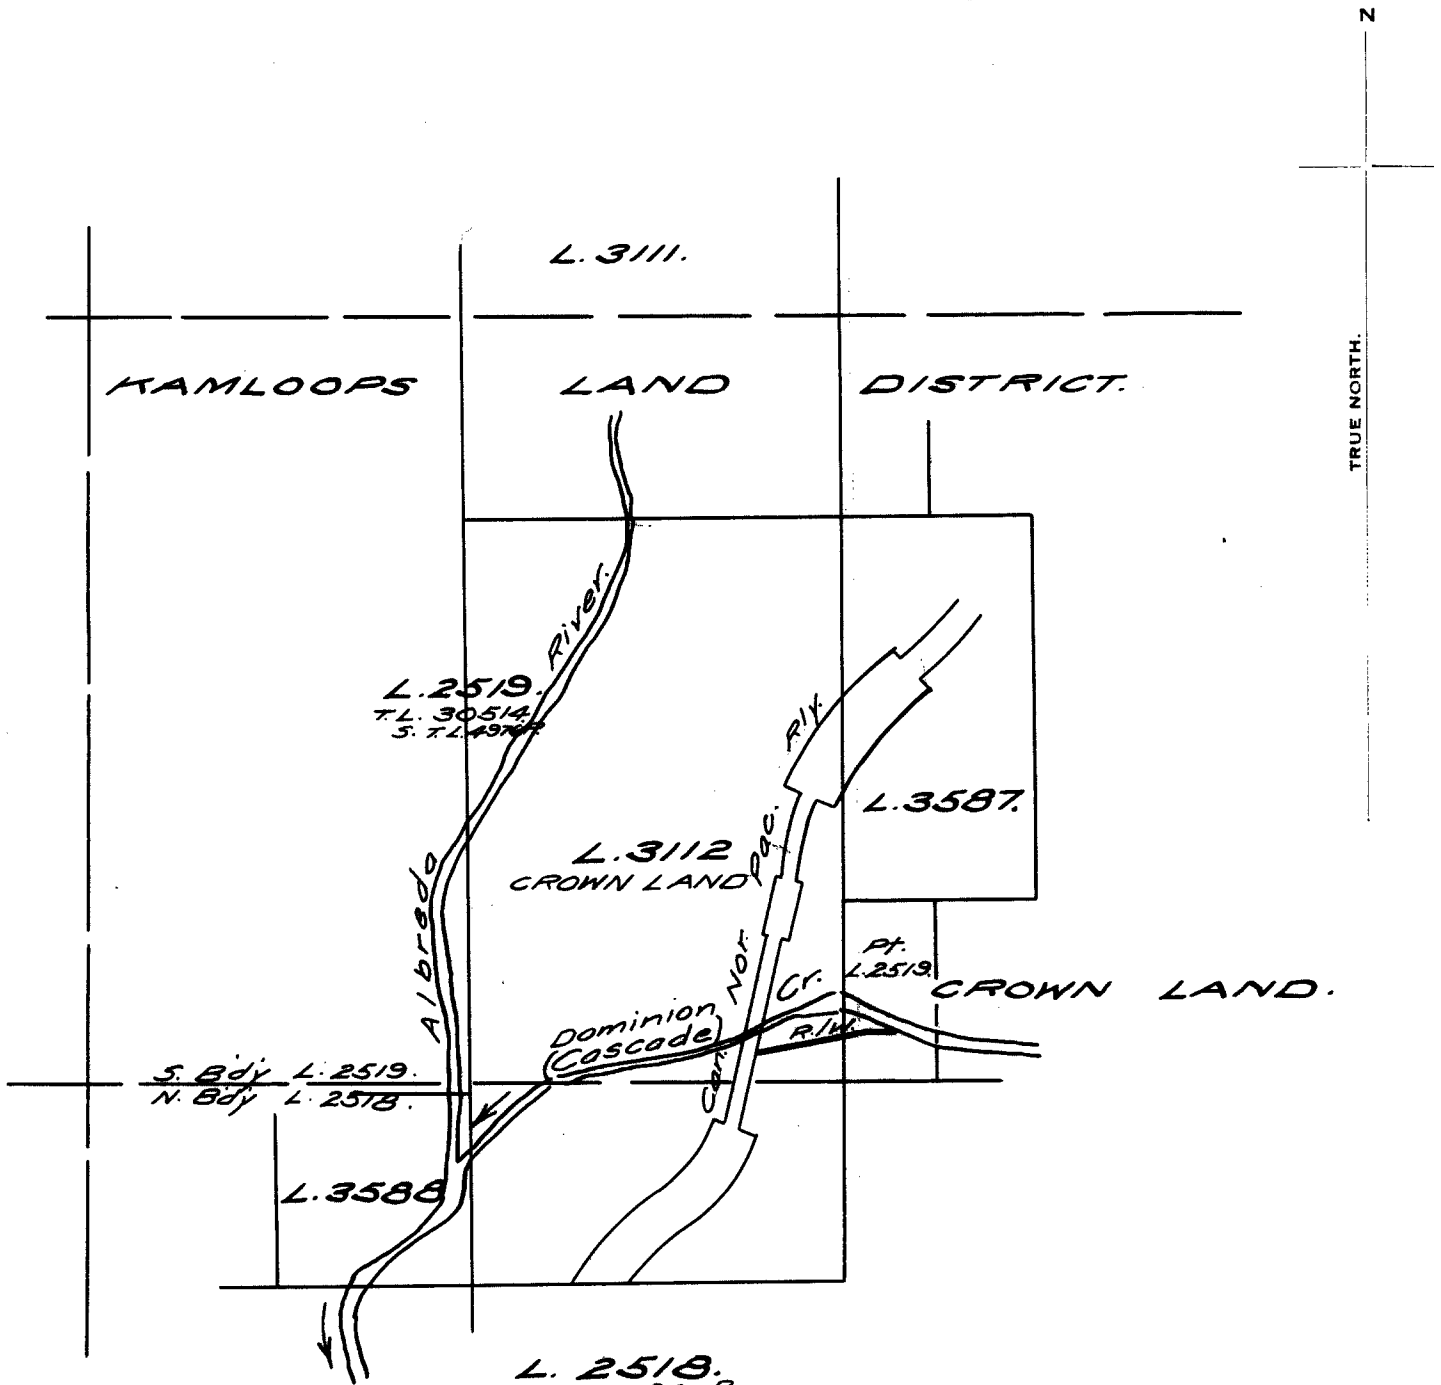 N
TRUE NORTH.
L. 3111.
KAMLOOPS LAND DISTRICT.
River.
L. 2519.
T.L. 30514
S. T.L.
Rly.
L. 3587.
Pac.
L. 3112
CROWN LAND
Albreda
Nor.
Pt.
L. 2519.
Cr.
CROWN LAND.
Dominion
Cascade
R/W.
Can.
S. Bdy L. 2519.
N. Bdy L. 2518.
L. 3588
L. 2518.